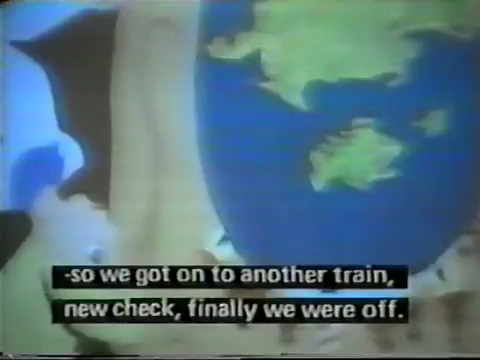 -so we got on to another train,
new check, finally we were off.